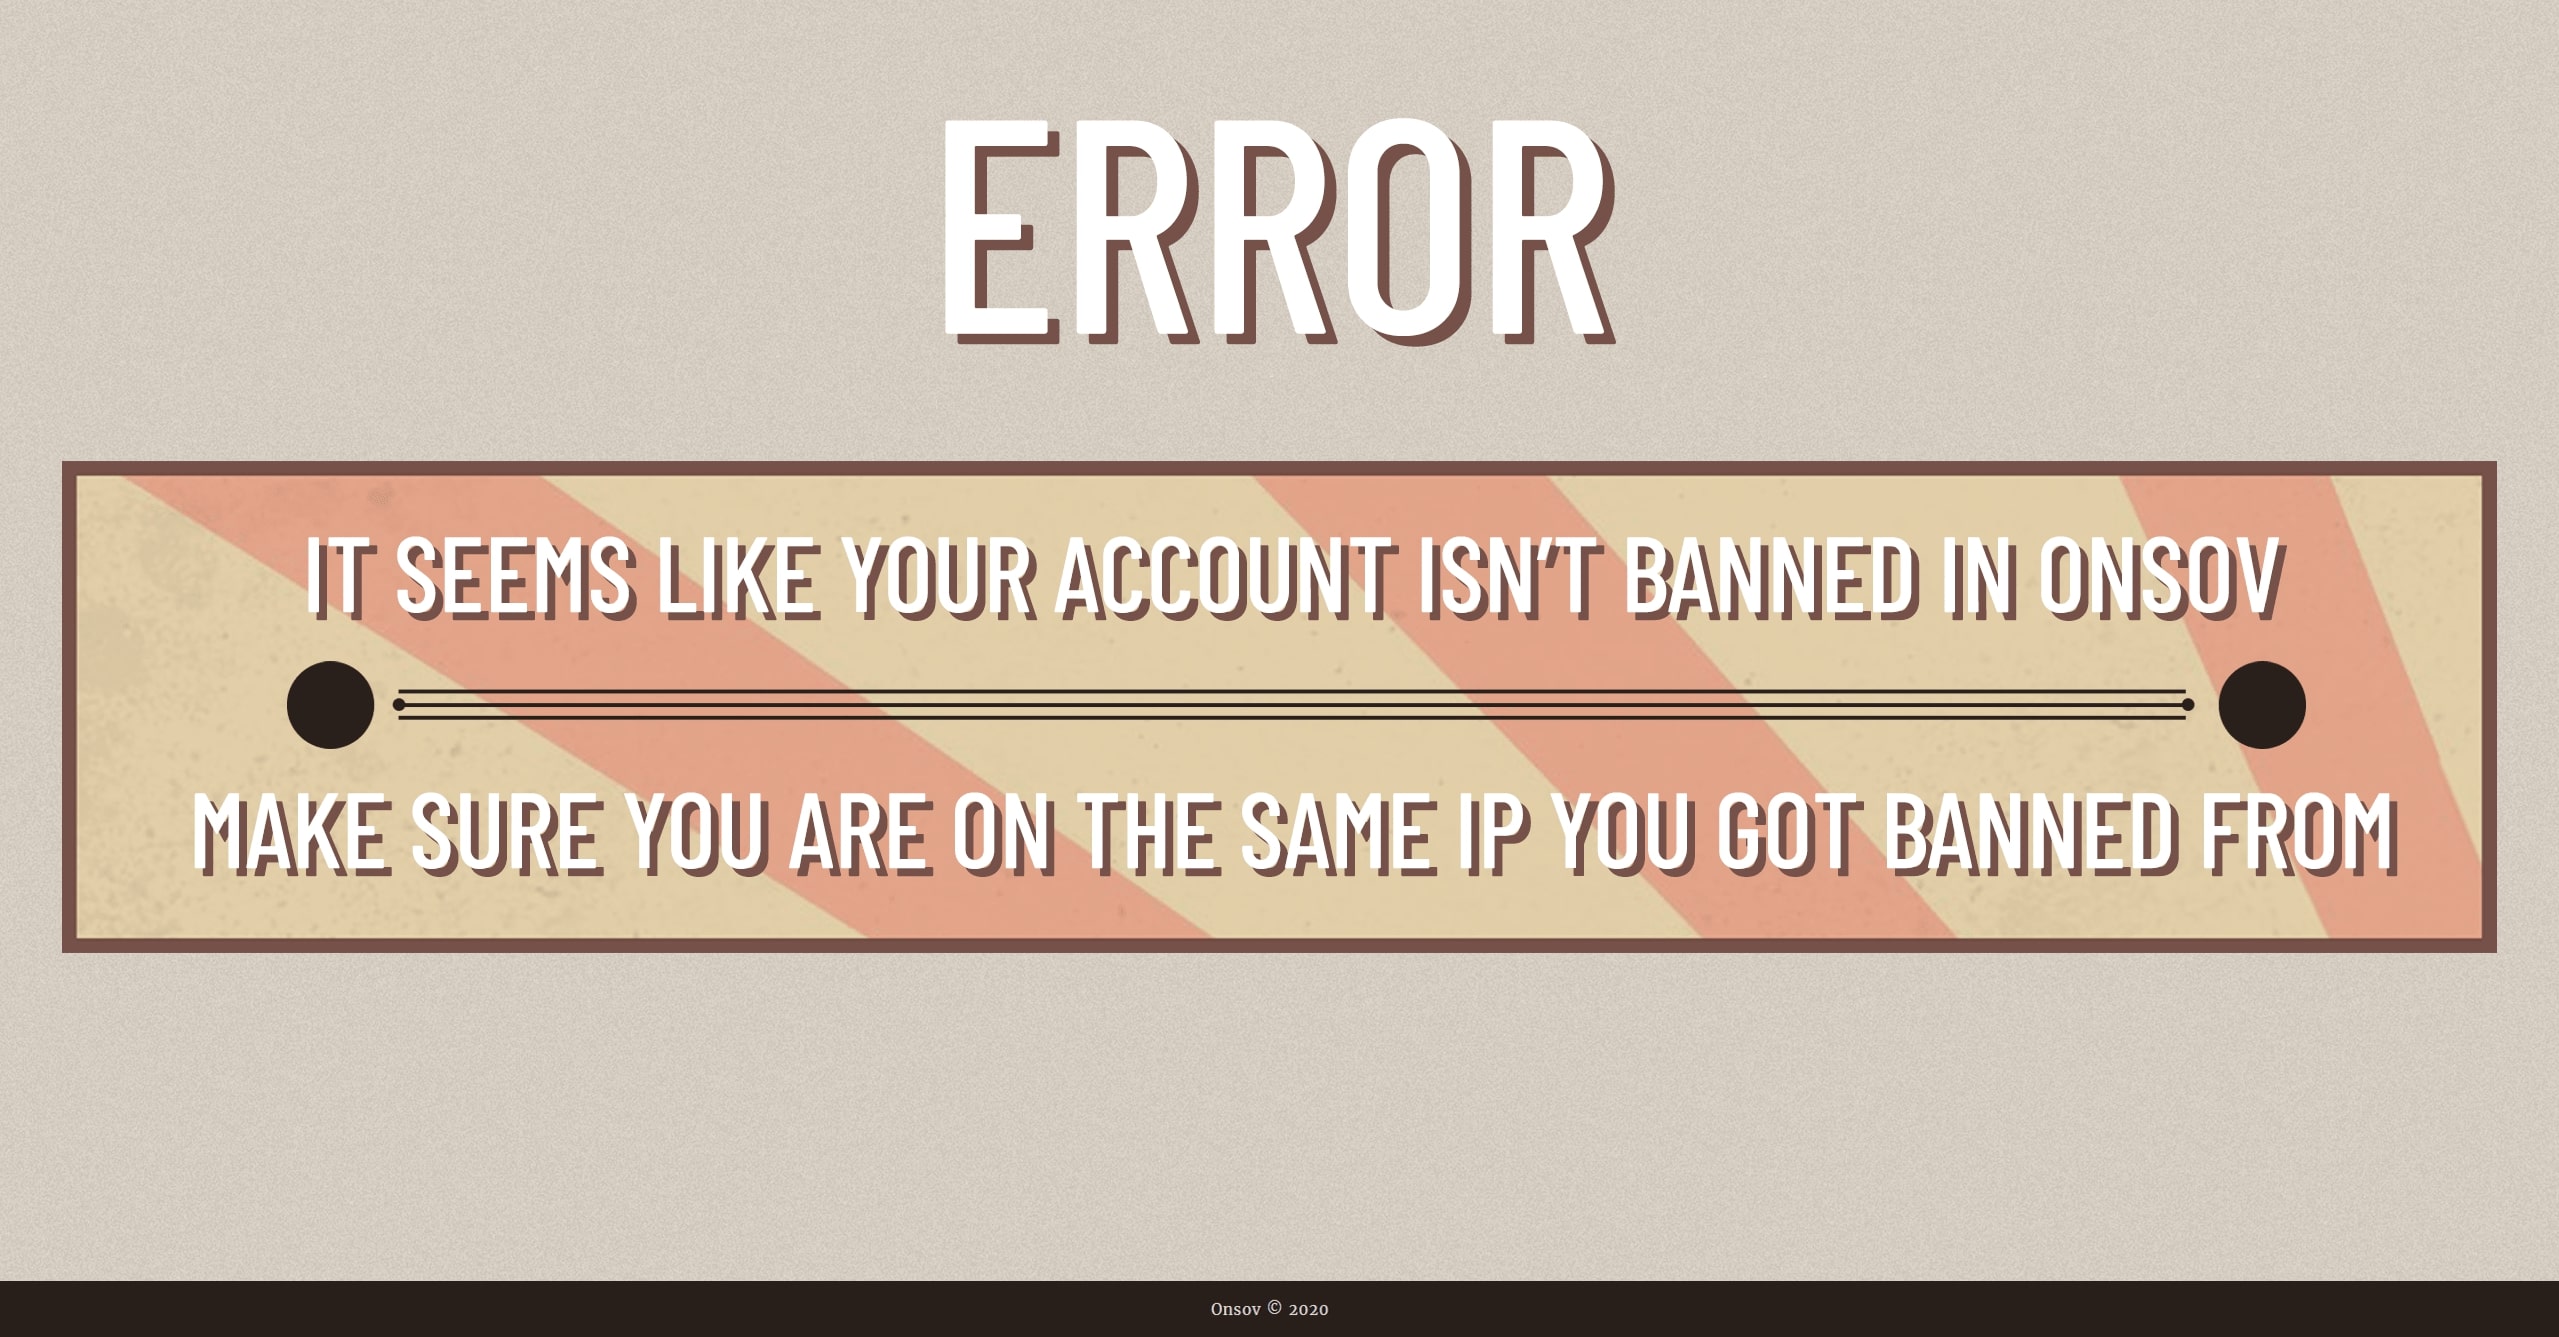 ERROR
IT SEEMS LIKE YOUR ACCOUNT ISN'T BANNED IN ONSOV
MAKE SURE YOU ARE ON THE SAME IP YOU GOT BANNED FROM
Onsov © 2020